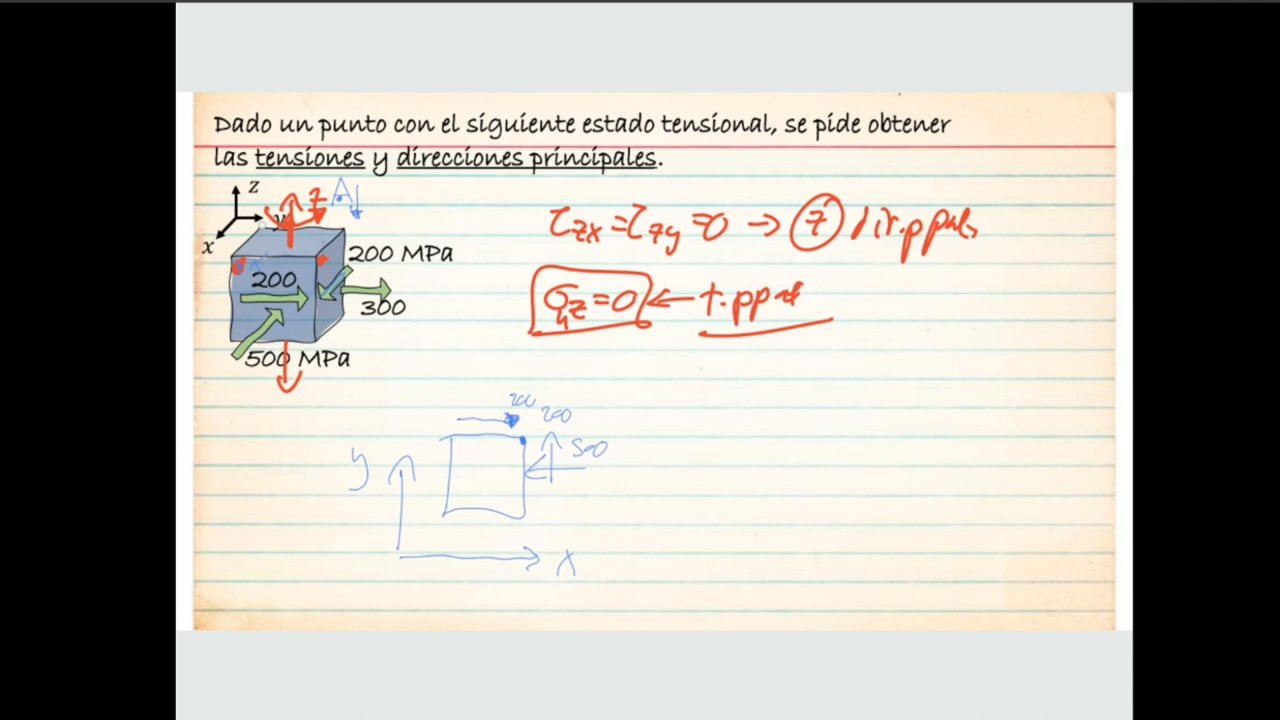 Dado un punto con el siguiente estado tensional, se pide obtener
las tensiones y direcciones principales.
z
z A
y
x
200 MPa
200
300
500 MPa
τzx = τzy = 0 → z dir. ppals
σz = 0 ← t. ppal
200
200
500
y
x